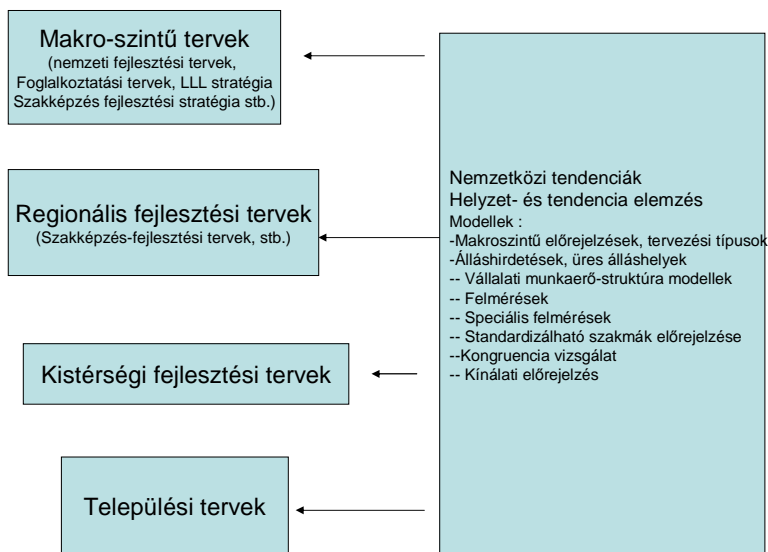 Makro-szintű tervek
(nemzeti fejlesztési tervek,
Foglalkoztatási tervek, LLL stratégia
Szakképzés fejlesztési stratégia stb.)
Regionális fejlesztési tervek
(Szakképzés-fejlesztési tervek, stb.)
Kistérségi fejlesztési tervek
Települési tervek
Nemzetközi tendenciák
Helyzet- és tendencia elemzés
Modellek :
-Makroszintű előrejelzések, tervezési típusok
-Álláshirdetések, üres álláshelyek
-- Vállalati munkaerő-struktúra modellek
-- Felmérések
-- Speciális felmérések
-- Standardizálható szakmák előrejelzése
--Kongruencia vizsgálat
-- Kínálati előrejelzés